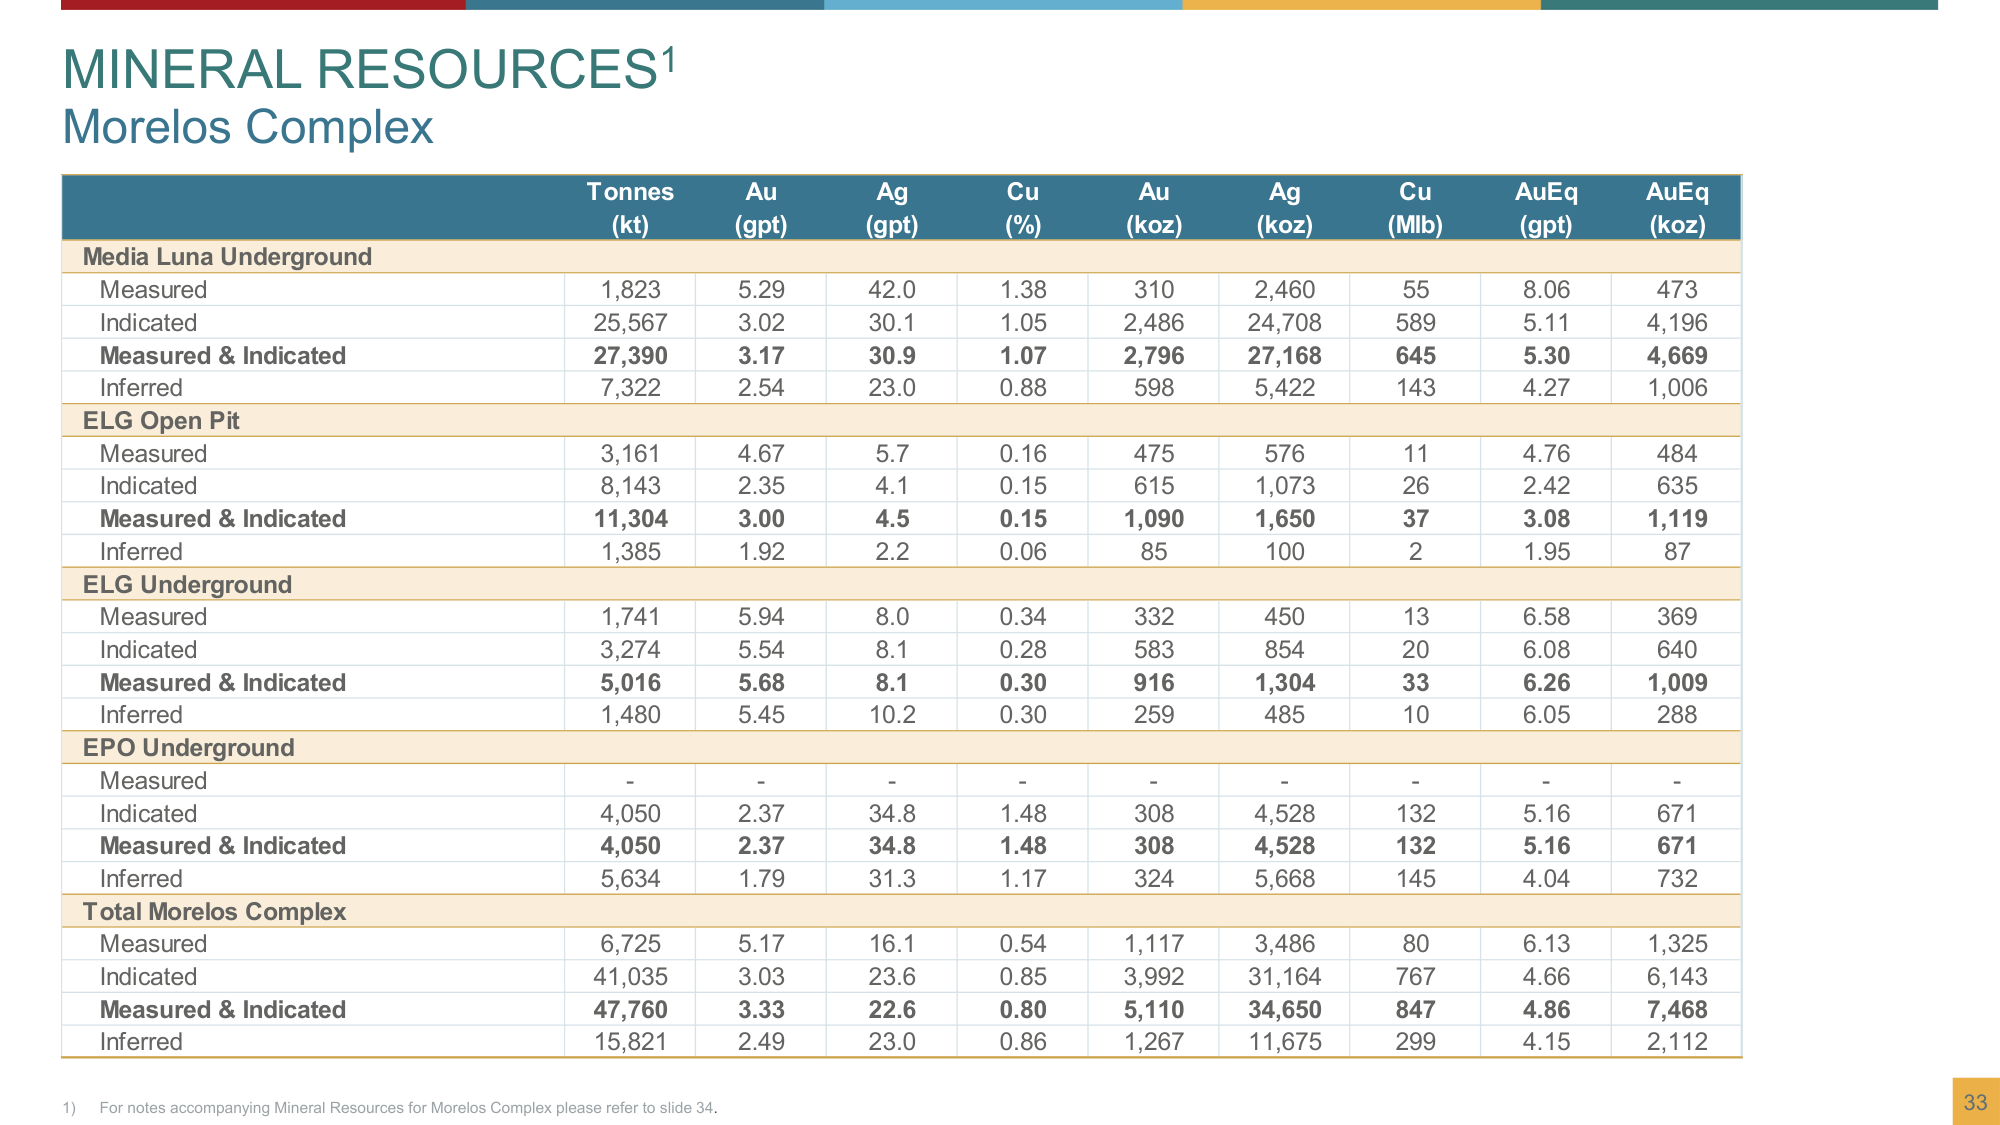 MINERAL RESOURCES1
Morelos Complex
Tonnes Au Ag Cu Au Ag Cu AuEq AuEq
(kt) (gpt) (gpt) (%) (koz) (koz) (Mlb) (gpt) (koz)
Media Luna Underground
Measured 1,823 5.29 42.0 1.38 310 2,460 55 8.06 473
Indicated 25,567 3.02 30.1 1.05 2,486 24,708 589 5.11 4,196
Measured & Indicated 27,390 3.17 30.9 1.07 2,796 27,168 645 5.30 4,669
Inferred 7,322 2.54 23.0 0.88 598 5,422 143 4.27 1,006
ELG Open Pit
Measured 3,161 4.67 5.7 0.16 475 576 11 4.76 484
Indicated 8,143 2.35 4.1 0.15 615 1,073 26 2.42 635
Measured & Indicated 11,304 3.00 4.5 0.15 1,090 1,650 37 3.08 1,119
Inferred 1,385 1.92 2.2 0.06 85 100 2 1.95 87
ELG Underground
Measured 1,741 5.94 8.0 0.34 332 450 13 6.58 369
Indicated 3,274 5.54 8.1 0.28 583 854 20 6.08 640
Measured & Indicated 5,016 5.68 8.1 0.30 916 1,304 33 6.26 1,009
Inferred 1,480 5.45 10.2 0.30 259 485 10 6.05 288
EPO Underground
Measured - - - - - - - - -
Indicated 4,050 2.37 34.8 1.48 308 4,528 132 5.16 671
Measured & Indicated 4,050 2.37 34.8 1.48 308 4,528 132 5.16 671
Inferred 5,634 1.79 31.3 1.17 324 5,668 145 4.04 732
Total Morelos Complex
Measured 6,725 5.17 16.1 0.54 1,117 3,486 80 6.13 1,325
Indicated 41,035 3.03 23.6 0.85 3,992 31,164 767 4.66 6,143
Measured & Indicated 47,760 3.33 22.6 0.80 5,110 34,650 847 4.86 7,468
Inferred 15,821 2.49 23.0 0.86 1,267 11,675 299 4.15 2,112
1) For notes accompanying Mineral Resources for Morelos Complex please refer to slide 34.
33